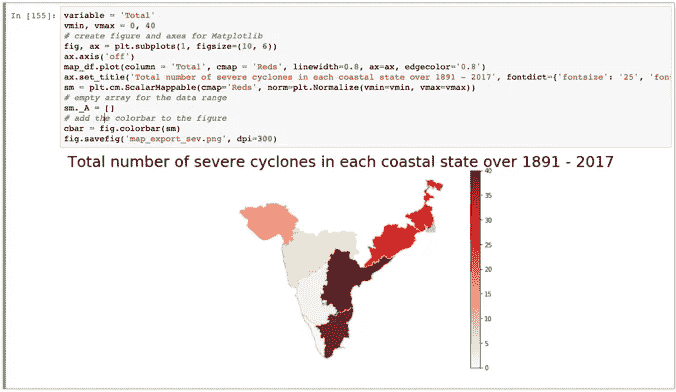 In [155]:
variable = 'Total'
vmin, vmax = 0, 40
# create figure and axes for Matplotlib
fig, ax = plt.subplots(1, figsize=(10, 6))
ax.axis('off')
map_df.plot(column = 'Total', cmap = 'Reds', linewidth=0.8, ax=ax, edgecolor='0.8')
ax.set_title('Total number of severe cyclones in each coastal state over 1891 - 2017', fontdict={'fontsize': '25', 'fon
sm = plt.cm.ScalarMappable(cmap='Reds', norm=plt.Normalize(vmin=vmin, vmax=vmax))
# empty array for the data range
sm._A = []
# add the colorbar to the figure
cbar = fig.colorbar(sm)
fig.savefig('map_export_sev.png', dpi=300)
Total number of severe cyclones in each coastal state over 1891 - 2017
40
35
30
25
20
15
10
5
0